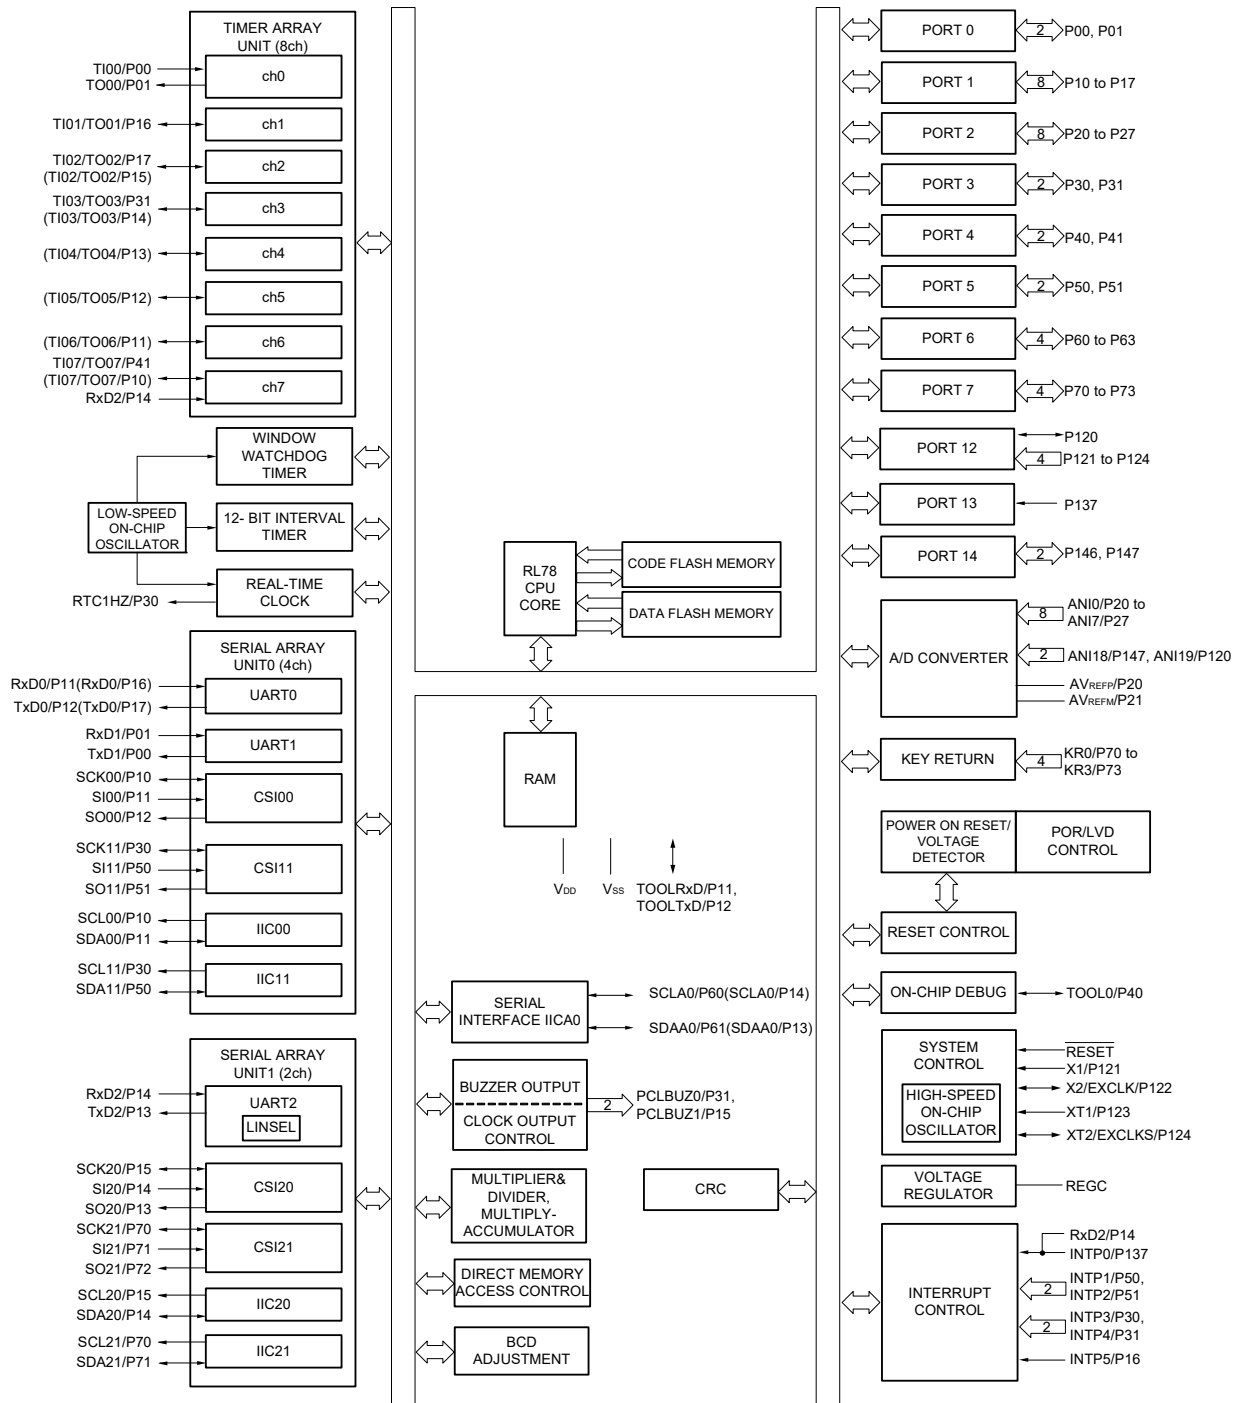 TIMER ARRAY
UNIT (8ch)
TI00/P00
TO00/P01
ch0
TI01/TO01/P16
ch1
TI02/TO02/P17
(TI02/TO02/P15)
ch2
TI03/TO03/P31
(TI03/TO03/P14)
ch3
(TI04/TO04/P13)
ch4
(TI05/TO05/P12)
ch5
(TI06/TO06/P11)
ch6
TI07/TO07/P41
(TI07/TO07/P10)
RxD2/P14
ch7
WINDOW
WATCHDOG
TIMER
LOW-SPEED
ON-CHIP
OSCILLATOR
12- BIT INTERVAL
TIMER
REAL-TIME
CLOCK
RTC1HZ/P30
SERIAL ARRAY
UNIT0 (4ch)
RxD0/P11(RxD0/P16)
TxD0/P12(TxD0/P17)
UART0
RxD1/P01
TxD1/P00
UART1
SCK00/P10
SI00/P11
SO00/P12
CSI00
SCK11/P30
SI11/P50
SO11/P51
CSI11
SCL00/P10
SDA00/P11
IIC00
SCL11/P30
SDA11/P50
IIC11
SERIAL ARRAY
UNIT1 (2ch)
RxD2/P14
TxD2/P13
UART2
LINSEL
SCK20/P15
SI20/P14
SO20/P13
CSI20
SCK21/P70
SI21/P71
SO21/P72
CSI21
SCL20/P15
SDA20/P14
IIC20
SCL21/P70
SDA21/P71
IIC21
RL78
CPU
CORE
CODE FLASH MEMORY
DATA FLASH MEMORY
RAM
VDD
VSS
TOOLRxD/P11,
TOOLTxD/P12
SERIAL
INTERFACE IICA0
SCLA0/P60(SCLA0/P14)
SDAA0/P61(SDAA0/P13)
BUZZER OUTPUT
CLOCK OUTPUT
CONTROL
2
PCLBUZ0/P31,
PCLBUZ1/P15
MULTIPLIER&
DIVIDER,
MULTIPLY-
ACCUMULATOR
CRC
DIRECT MEMORY
ACCESS CONTROL
BCD
ADJUSTMENT
PORT 0
2
P00, P01
PORT 1
8
P10 to P17
PORT 2
8
P20 to P27
PORT 3
2
P30, P31
PORT 4
2
P40, P41
PORT 5
2
P50, P51
PORT 6
4
P60 to P63
PORT 7
4
P70 to P73
PORT 12
P120
4
P121 to P124
PORT 13
P137
PORT 14
2
P146, P147
A/D CONVERTER
8
ANI0/P20 to
ANI7/P27
2
ANI18/P147, ANI19/P120
AVREFP/P20
AVREFM/P21
KEY RETURN
4
KR0/P70 to
KR3/P73
POWER ON RESET/
VOLTAGE
DETECTOR
POR/LVD
CONTROL
RESET CONTROL
ON-CHIP DEBUG
TOOL0/P40
SYSTEM
CONTROL
HIGH-SPEED
ON-CHIP
OSCILLATOR
RESET
X1/P121
X2/EXCLK/P122
XT1/P123
XT2/EXCLKS/P124
VOLTAGE
REGULATOR
REGC
INTERRUPT
CONTROL
RxD2/P14
INTP0/P137
2
INTP1/P50,
INTP2/P51
2
INTP3/P30,
INTP4/P31
INTP5/P16